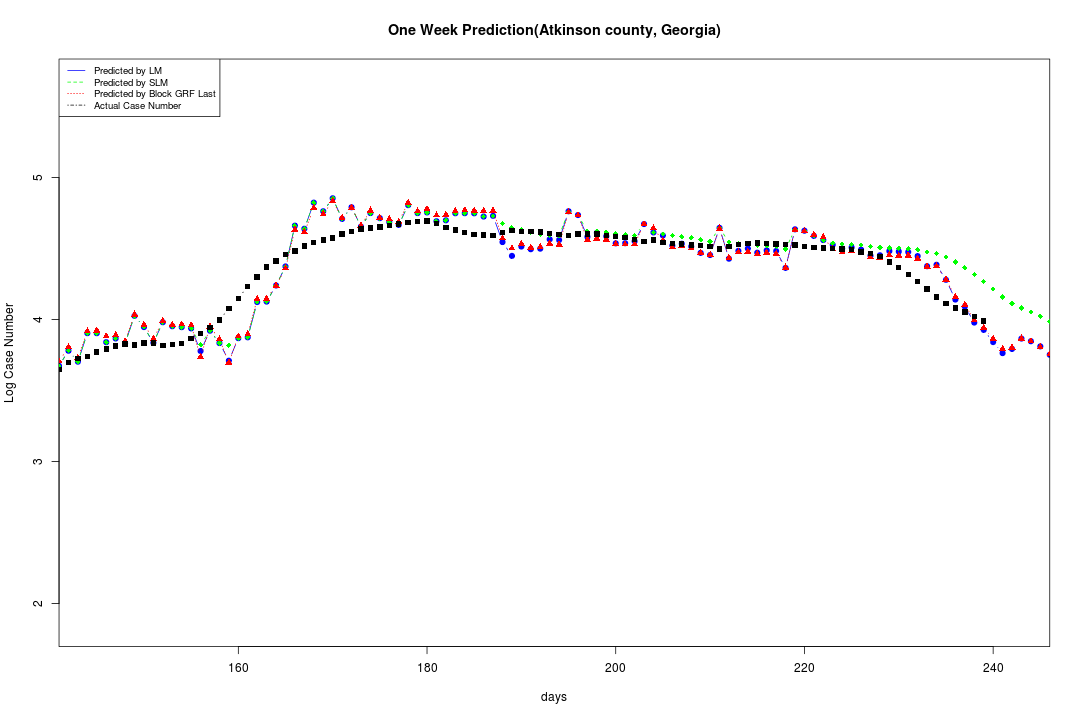 One Week Prediction(Atkinson county, Georgia)
Predicted by LM
Predicted by SLM
Predicted by Block GRF Last
Actual Case Number
5
4
3
2
Log Case Number
160 180 200 220 240
days